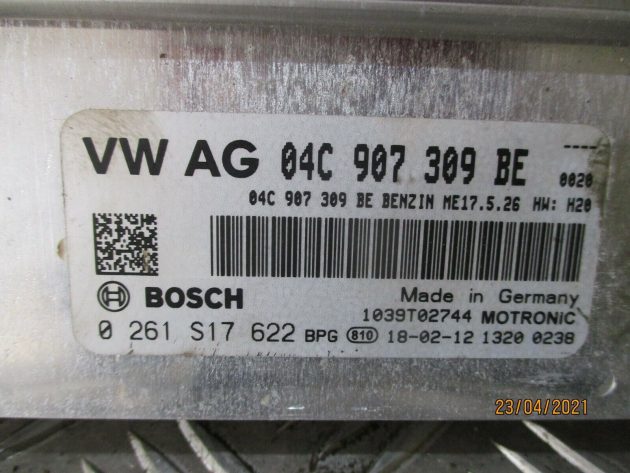 VW AG 04C 907 309 BE
----
0020
04C 907 309 BE BENZIN ME17.5.26 HW: H20
BOSCH
Made in Germany
1039T02744 MOTRONIC
0 261 S17 622 BPG 810 18-02-12 1320 0238
23/04/2021